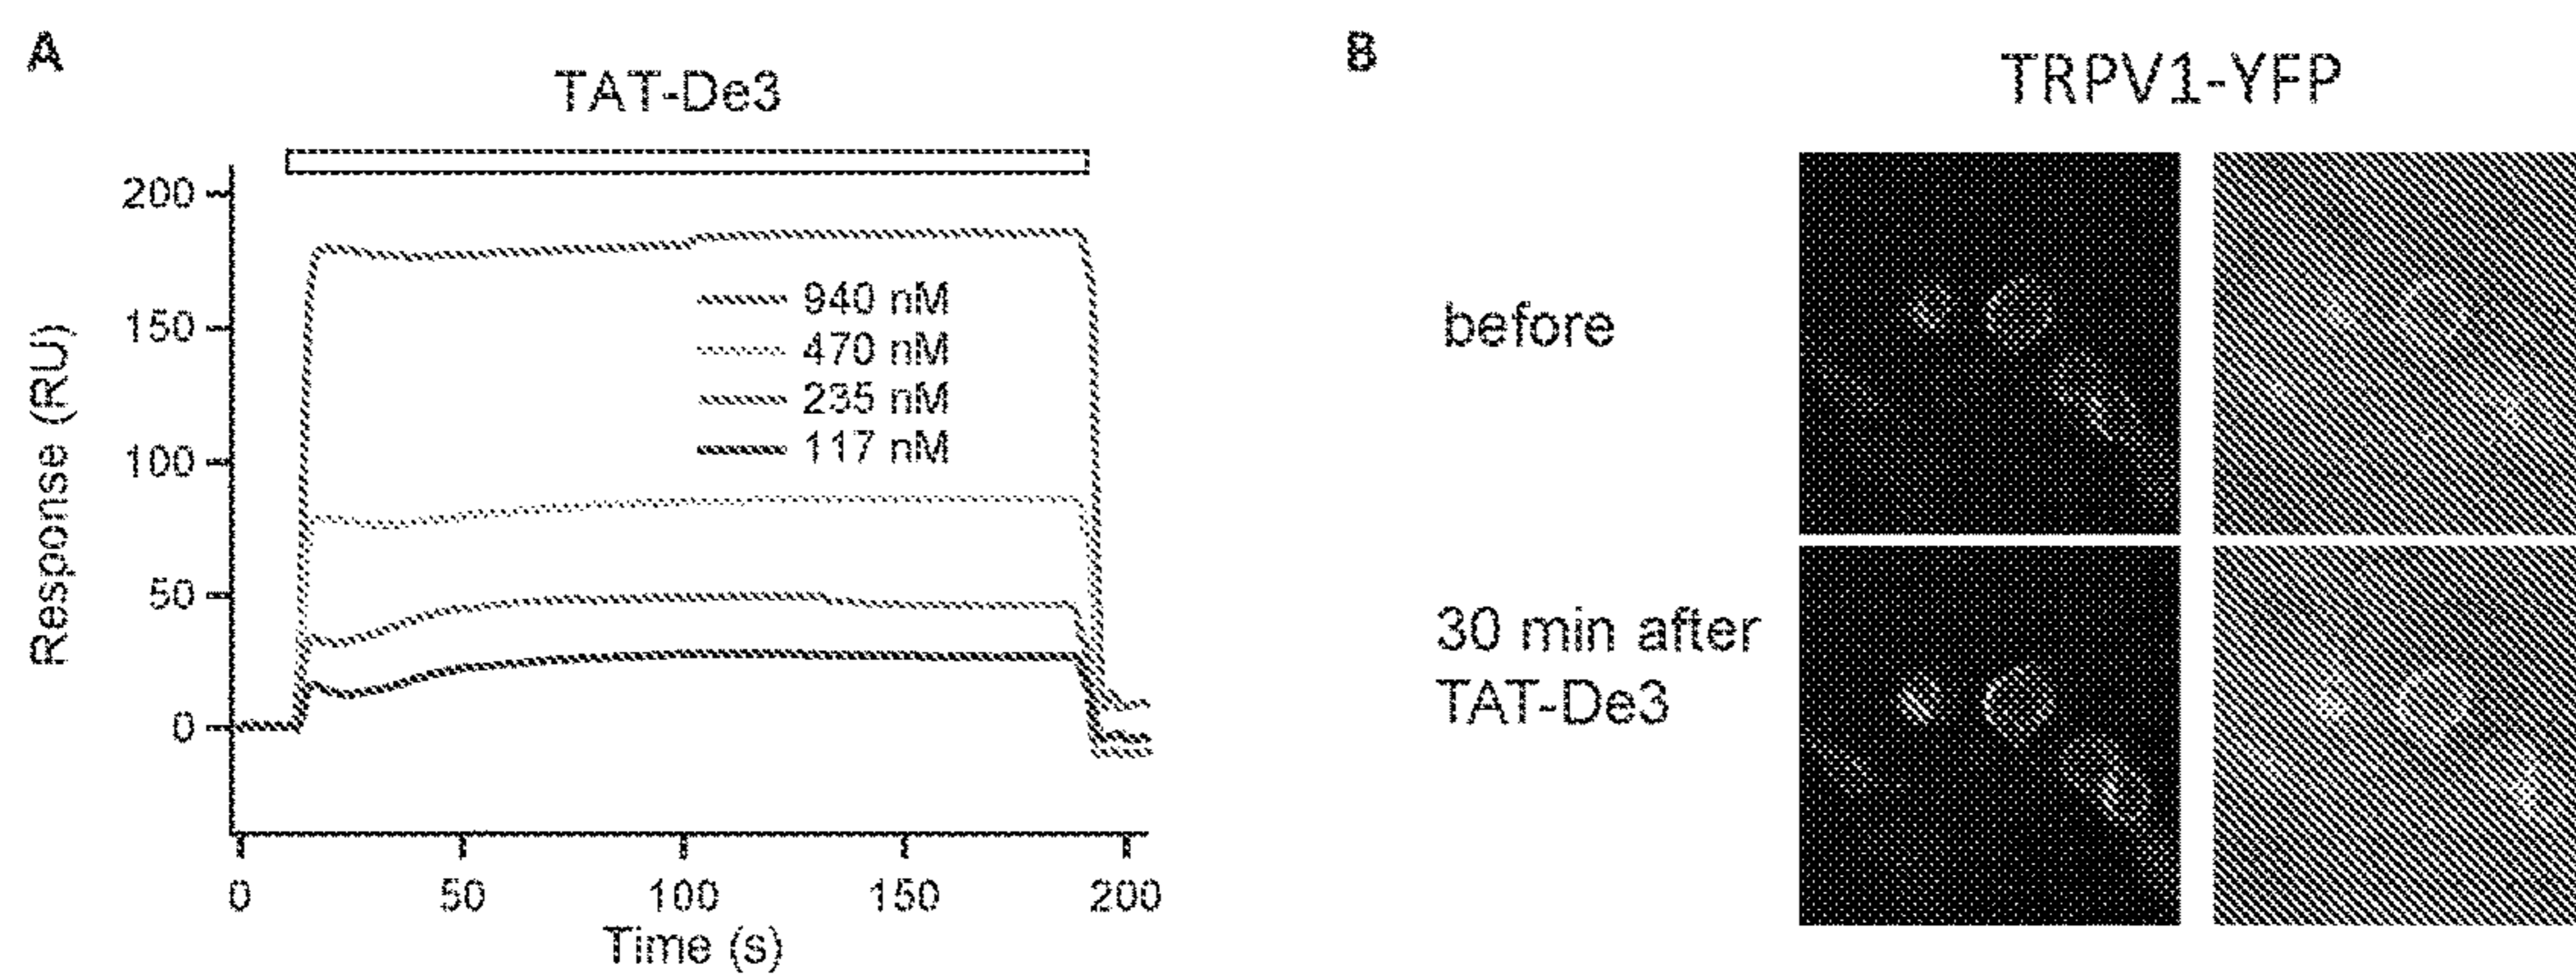 A
TAT-De3
200
150
100
50
0
Response (RU)
940 nM
470 nM
235 nM
117 nM
0 50 100 150 200
Time (s)
B
TRPV1-YFP
before
30 min after
TAT-De3